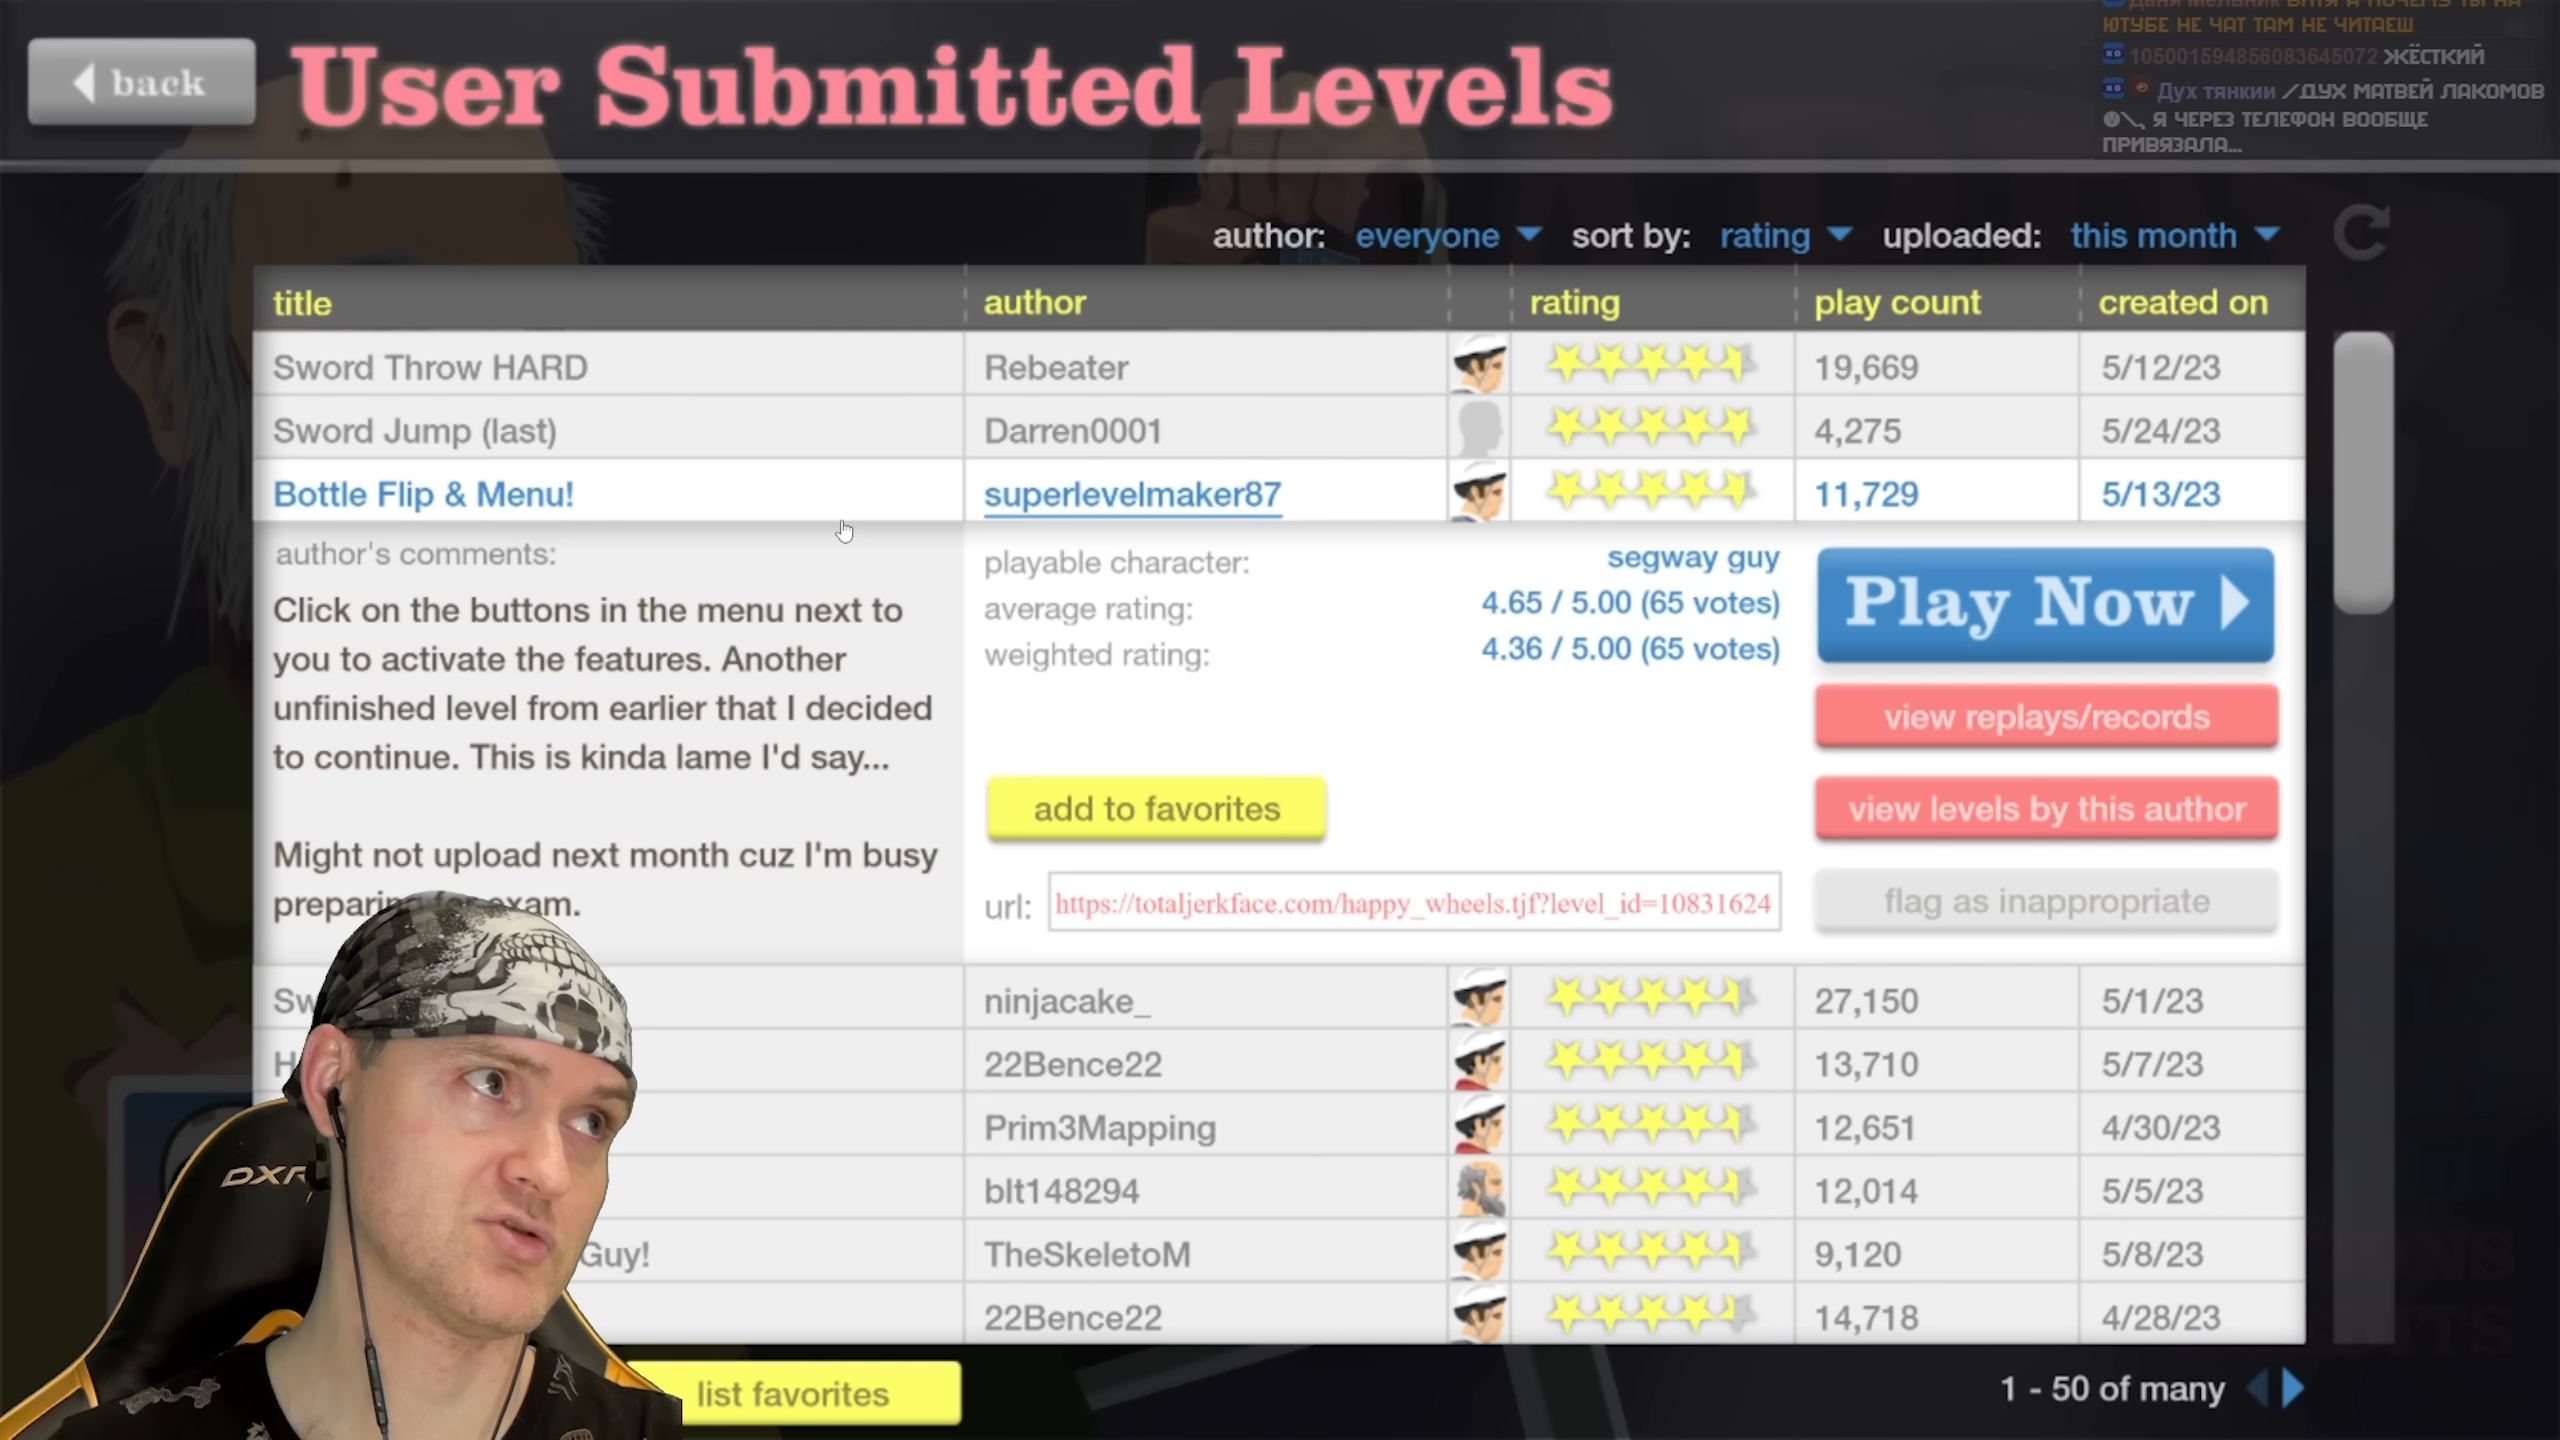 back
User Submitted Levels
ЮТУБЕ НЕ ЧАТ ТАМ НЕ ЧИТАЕШ
105001594856083645072 ЖЁСТКИЙ
Дух тянкии /ДУХ МАТВЕЙ ЛАКОМОВ
Я ЧЕРЕЗ ТЕЛЕФОН ВООБЩЕ
ПРИВЯЗАЛА...
author: everyone sort by: rating uploaded: this month
title author rating play count created on
Sword Throw HARD Rebeater 19,669 5/12/23
Sword Jump (last) Darren0001 4,275 5/24/23
Bottle Flip & Menu! superlevelmaker87 11,729 5/13/23
author's comments:
Click on the buttons in the menu next to
you to activate the features. Another
unfinished level from earlier that I decided
to continue. This is kinda lame I'd say...
Might not upload next month cuz I'm busy
preparing for exam.
playable character: segway guy
average rating: 4.65 / 5.00 (65 votes)
weighted rating: 4.36 / 5.00 (65 votes)
add to favorites
url: https://totaljerkface.com/happy_wheels.tjf?level_id=10831624
Play Now
view replays/records
view levels by this author
flag as inappropriate
Sw ninjacake_ 27,150 5/1/23
H 22Bence22 13,710 5/7/23
Prim3Mapping 12,651 4/30/23
blt148294 12,014 5/5/23
Guy! TheSkeletoM 9,120 5/8/23
22Bence22 14,718 4/28/23
DXR
list favorites
1 - 50 of many